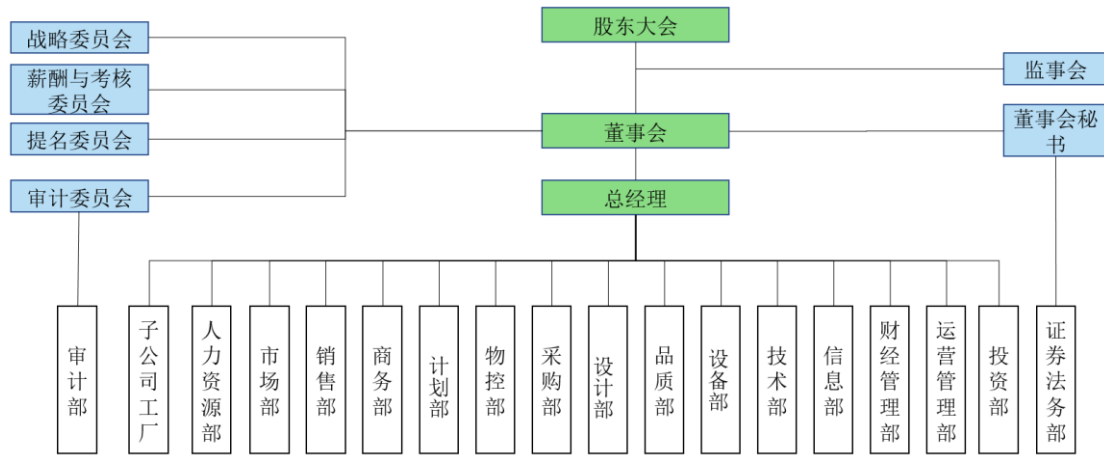 股东大会
战略委员会
薪酬与考核
委员会
监事会
提名委员会
董事会
董事会秘
书
审计委员会
总经理
审计部
子公司工厂
人力资源部
市场部
销售部
商务部
计划部
物控部
采购部
设计部
品质部
设备部
技术部
信息部
财经管理部
运营管理部
投资部
证券法务部